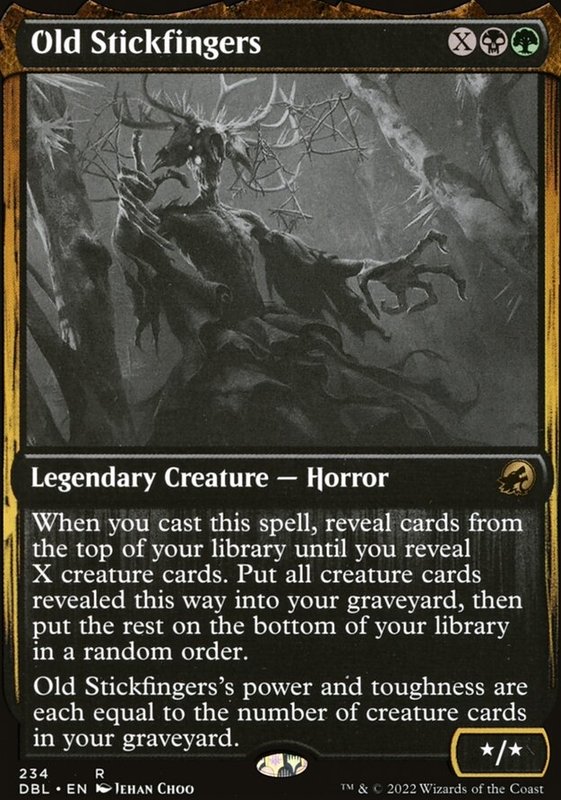 Old Stickfingers
X
Legendary Creature — Horror
When you cast this spell, reveal cards from
the top of your library until you reveal
X creature cards. Put all creature cards
revealed this way into your graveyard, then
put the rest on the bottom of your library
in a random order.
Old Stickfingers's power and toughness are
each equal to the number of creature cards
in your graveyard.
★/★
234 R
DBL • EN Jehan Choo
™ & © 2022 Wizards of the Coast